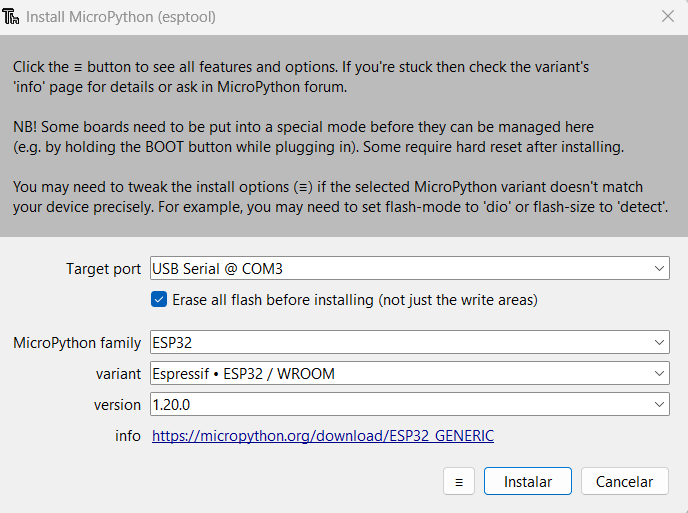 Install MicroPython (esptool)
Click the ≡ button to see all features and options. If you're stuck then check the variant's
'info' page for details or ask in MicroPython forum.
NB! Some boards need to be put into a special mode before they can be managed here
(e.g. by holding the BOOT button while plugging in). Some require hard reset after installing.
You may need to tweak the install options (≡) if the selected MicroPython variant doesn't match
your device precisely. For example, you may need to set flash-mode to 'dio' or flash-size to 'detect'.
Target port USB Serial @ COM3
Erase all flash before installing (not just the write areas)
MicroPython family ESP32
variant Espressif • ESP32 / WROOM
version 1.20.0
info https://micropython.org/download/ESP32_GENERIC
≡ Instalar Cancelar